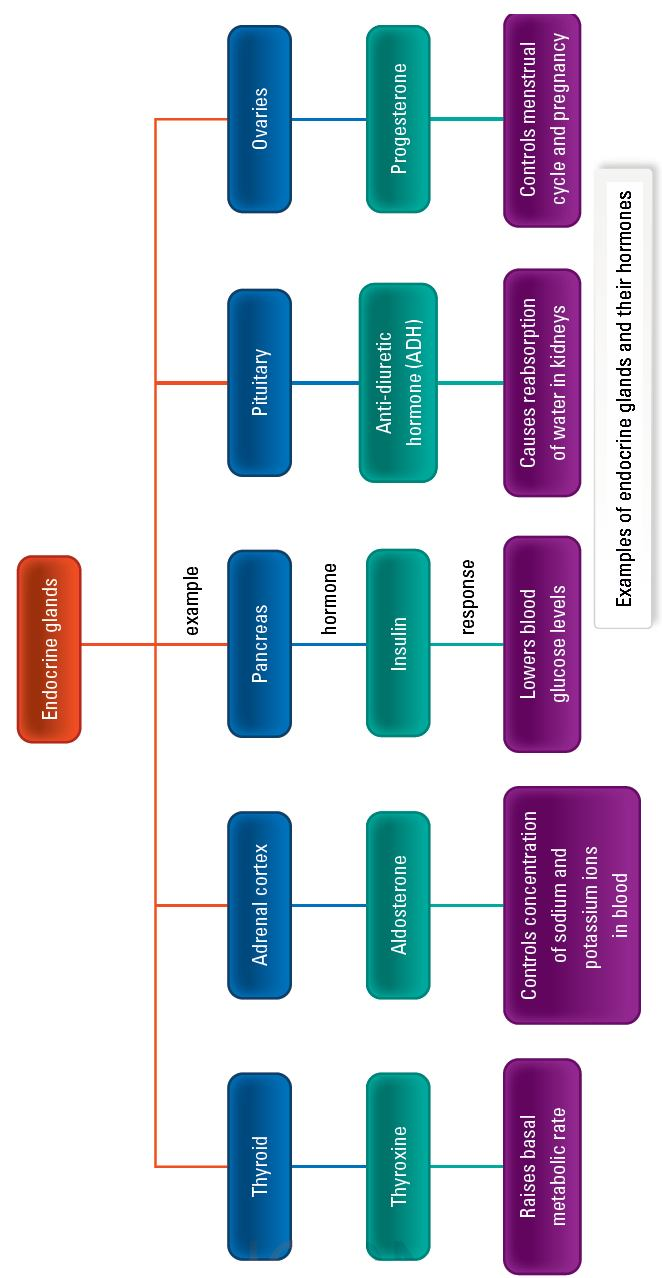 Endocrine glands
example
Thyroid
Adrenal cortex
Pancreas
Pituitary
Ovaries
hormone
Thyroxine
Aldosterone
Insulin
Anti-diuretic
hormone (ADH)
Progesterone
response
Raises basal
metabolic rate
Controls concentration
of sodium and
potassium ions
in blood
Lowers blood
glucose levels
Causes reabsorption
of water in kidneys
Controls menstrual
cycle and pregnancy
Examples of endocrine glands and their hormones